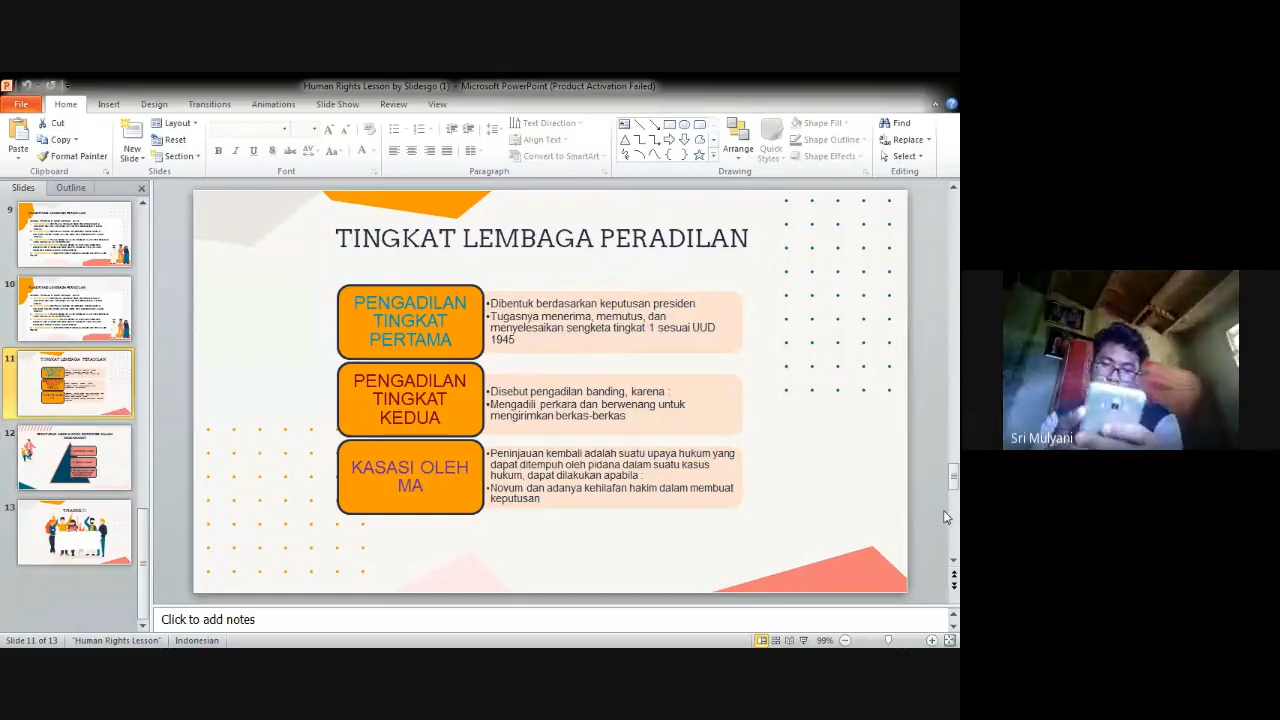 Human Rights Lesson by Slidesgo (1) - Microsoft PowerPoint (Product Activation Failed)
File Home Insert Design Transitions Animations Slide Show Review View
Paste
Cut
Copy
Format Painter
Clipboard
New Slide
Layout
Reset
Section
Slides
Font
Text Direction
Align Text
Convert to SmartArt
Paragraph
Arrange
Quick Styles
Shape Fill
Shape Outline
Shape Effects
Drawing
Find
Replace
Select
Editing
Slides Outline
9
10
11
12
13
TINGKAT LEMBAGA PERADILAN
PENGADILAN
TINGKAT
PERTAMA
•Dibentuk berdasarkan keputusan presiden
•Tugasnya menerima, memutus, dan
menyelesaikan sengketa tingkat 1 sesuai UUD
1945
PENGADILAN
TINGKAT
KEDUA
•Disebut pengadilan banding, karena :
•Mengadili perkara dan berwenang untuk
mengirimkan berkas-berkas
KASASI OLEH
MA
•Peninjauan kembali adalah suatu upaya hukum yang
dapat ditempuh oleh pidana dalam suatu kasus
hukum, dapat dilakukan apabila :
•Novum dan adanya kehilafan hakim dalam membuat
keputusan
Click to add notes
Slide 11 of 13 "Human Rights Lesson" Indonesian 99%
Sri Mulyani